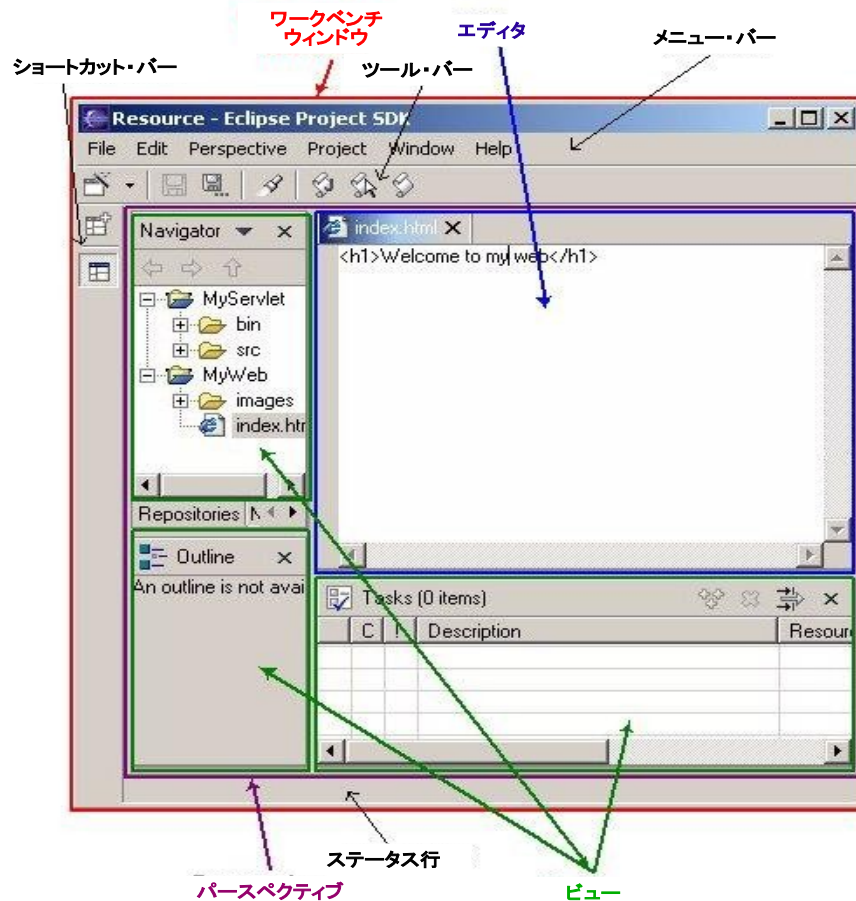 ワークベンチ
ウィンドウ
エディタ
メニュー・バー
ショートカット・バー
ツール・バー
Resource - Eclipse Project SDK
File Edit Perspective Project Window Help
Navigator
index.html
<h1>Welcome to my web</h1>
MyServlet
bin
src
MyWeb
images
index.htr
Repositories
Outline
An outline is not avai
Tasks (0 items)
C ! Description Resour
ステータス行
パースペクティブ
ビュー